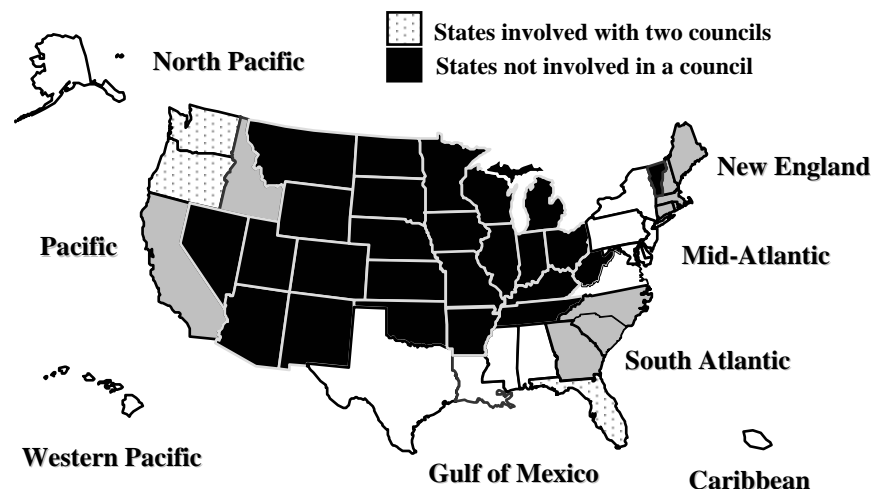 States involved with two councils
North Pacific
States not involved in a council
New England
Pacific
Mid-Atlantic
South Atlantic
Western Pacific
Gulf of Mexico
Caribbean